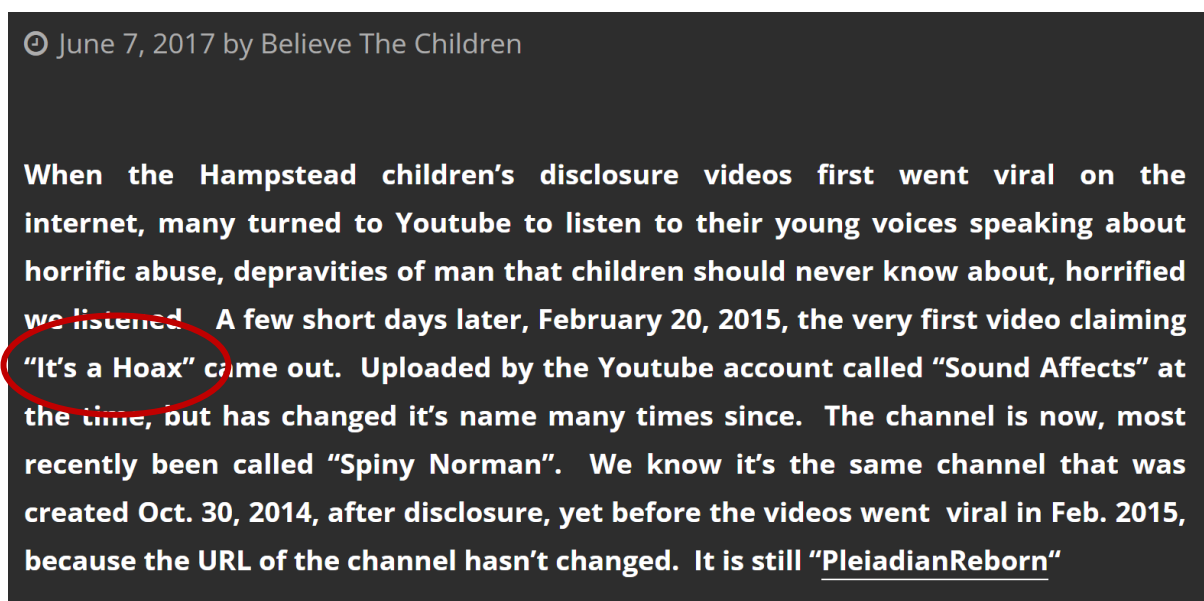 June 7, 2017 by Believe The Children
When the Hampstead children’s disclosure videos first went viral on the
internet, many turned to Youtube to listen to their young voices speaking about
horrific abuse, depravities of man that children should never know about, horrified
we listened   A few short days later, February 20, 2015, the very first video claiming
“It’s a Hoax” came out.  Uploaded by the Youtube account called “Sound Affects” at
the time, but has changed it’s name many times since.  The channel is now, most
recently been called “Spiny Norman”.  We know it’s the same channel that was
created Oct. 30, 2014, after disclosure, yet before the videos went  viral in Feb. 2015,
because the URL of the channel hasn’t changed.  It is still “PleiadianReborn“